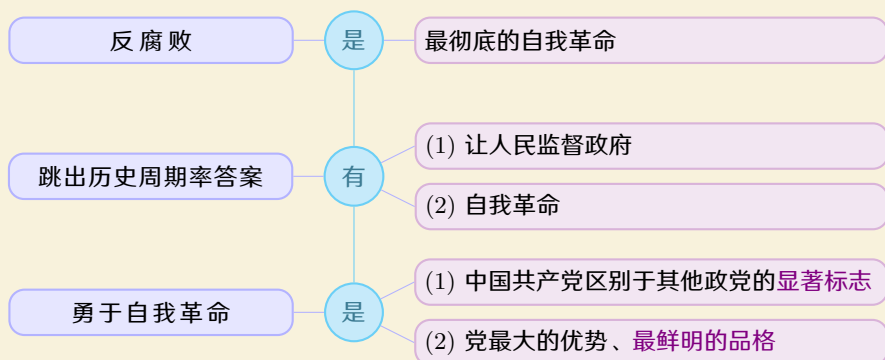 反腐败 是 最彻底的自我革命
跳出历史周期率答案 有 (1) 让人民监督政府
(2) 自我革命
勇于自我革命 是 (1) 中国共产党区别于其他政党的显著标志
(2) 党最大的优势、最鲜明的品格